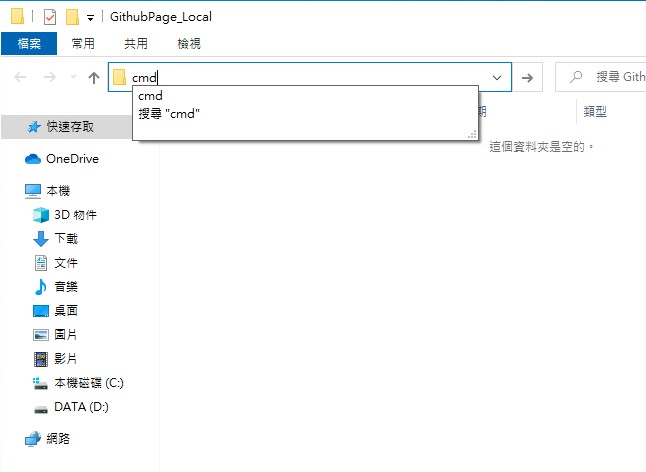 GithubPage_Local
檔案 常用 共用 檢視
cmd
搜尋 Gith
cmd
搜尋 "cmd"
期 類型
這個資料夾是空的。
快速存取
OneDrive
本機
3D 物件
下載
文件
音樂
桌面
圖片
影片
本機磁碟 (C:)
DATA (D:)
網路